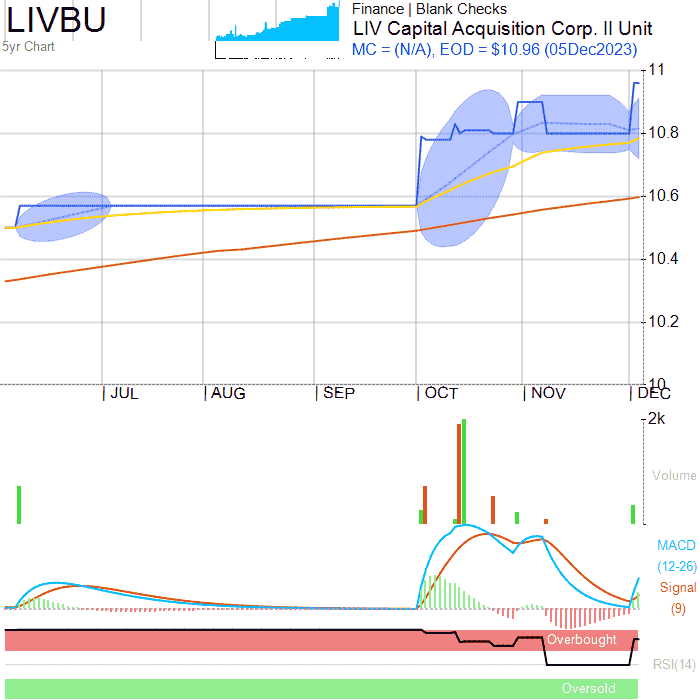 LIVBU
5yr Chart
Finance | Blank Checks
LIV Capital Acquisition Corp. II Unit
MC = (N/A), EOD = $10.96 (05Dec2023)
11
10.8
10.6
10.4
10.2
10
JUL AUG SEP OCT NOV DEC
2k
Volume
MACD
(12-26)
Signal
(9)
Overbought
RSI(14)
Oversold